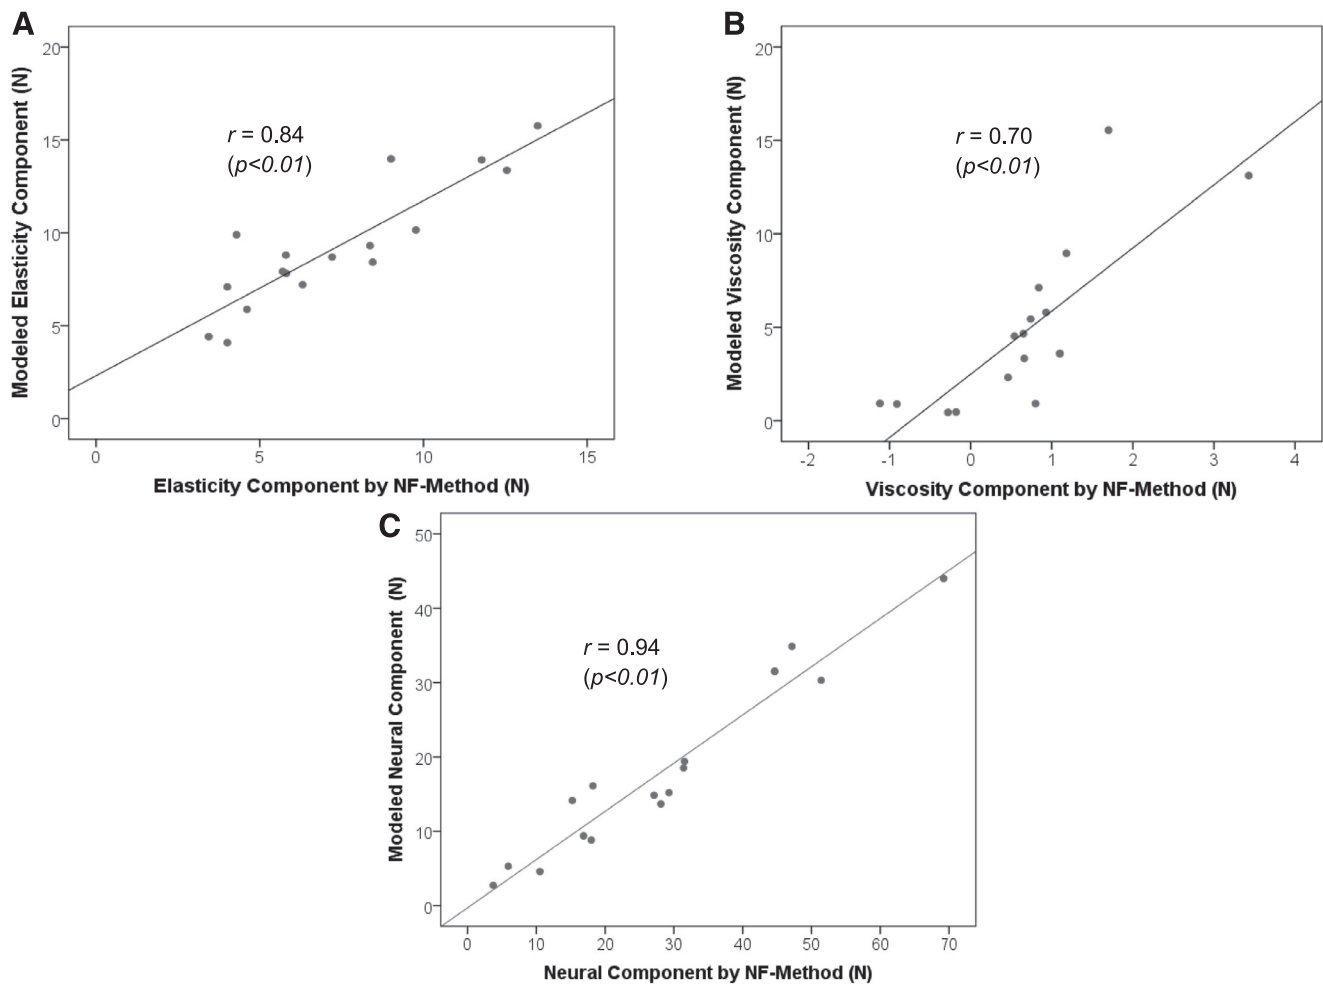 A
20
15
10
5
0
r = 0.84
(p<0.01)
0 5 10 15
Modeled Elasticity Component (N)
Elasticity Component by NF-Method (N)
B
20
15
10
5
0
r = 0.70
(p<0.01)
-2 -1 0 1 2 3 4
Modeled Viscosity Component (N)
Viscosity Component by NF-Method (N)
C
50
40
30
20
10
0
r = 0.94
(p<0.01)
0 10 20 30 40 50 60 70
Modeled Neural Component (N)
Neural Component by NF-Method (N)